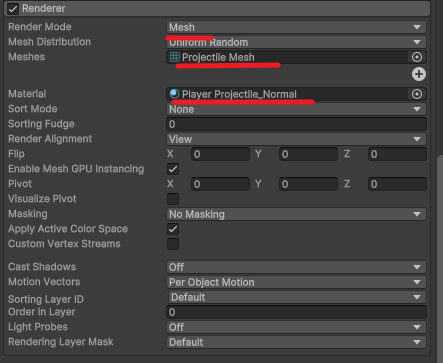 Renderer
Render Mode Mesh
Mesh Distribution Uniform Random
Meshes Projectile Mesh
Material Player Projectile_Normal
Sort Mode None
Sorting Fudge 0
Render Alignment View
Flip X 0 Y 0 Z 0
Enable Mesh GPU Instancing
Pivot X 0 Y 0 Z 0
Visualize Pivot
Masking No Masking
Apply Active Color Space
Custom Vertex Streams
Cast Shadows Off
Motion Vectors Per Object Motion
Sorting Layer ID Default
Order in Layer 0
Light Probes Off
Rendering Layer Mask Default